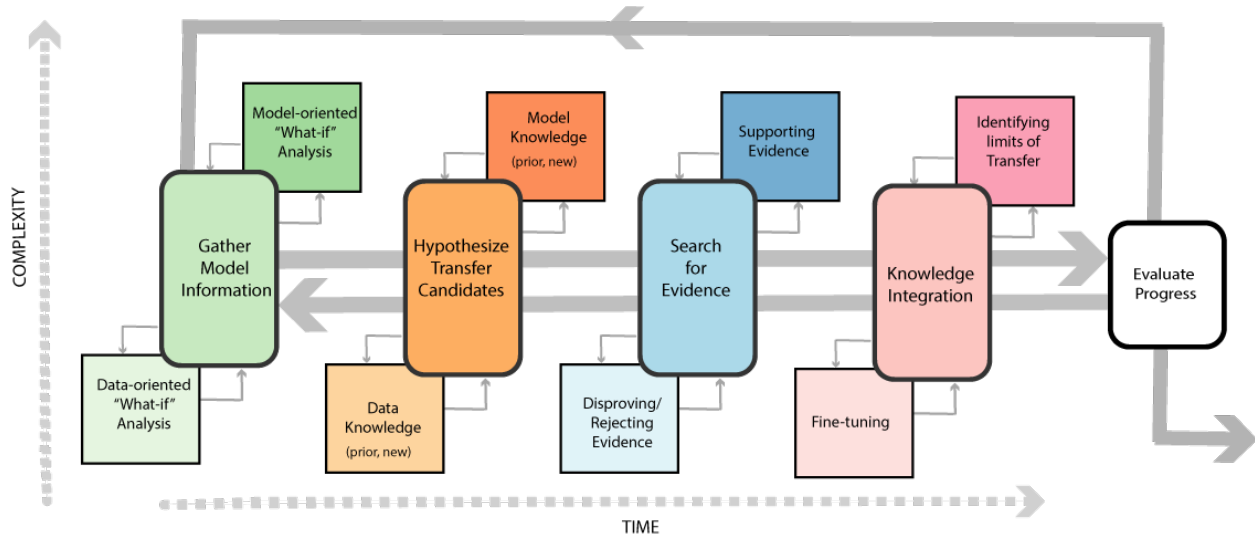 COMPLEXITY
Model-oriented
“What-if”
Analysis
Gather
Model
Information
Data-oriented
“What-if”
Analysis
Model
Knowledge
(prior, new)
Hypothesize
Transfer
Candidates
Data
Knowledge
(prior, new)
Supporting
Evidence
Search
for
Evidence
Disproving/
Rejecting
Evidence
Identifying
limits of
Transfer
Knowledge
Integration
Fine-tuning
Evaluate
Progress
TIME